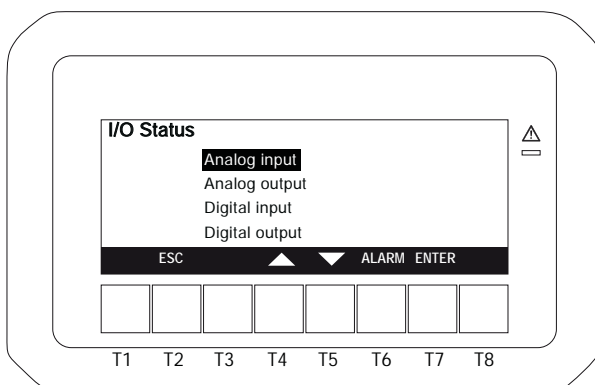 I/O Status
Analog input
Analog output
Digital input
Digital output
ESC ALARM ENTER
T1 T2 T3 T4 T5 T6 T7 T8